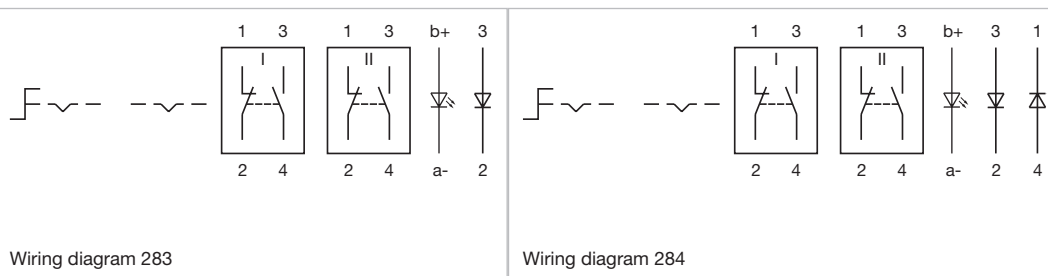 1 3 1 3 b+ 3
I II
2 4 2 4 a- 2
Wiring diagram 283
1 3 1 3 b+ 3 1
I II
2 4 2 4 a- 2 4
Wiring diagram 284